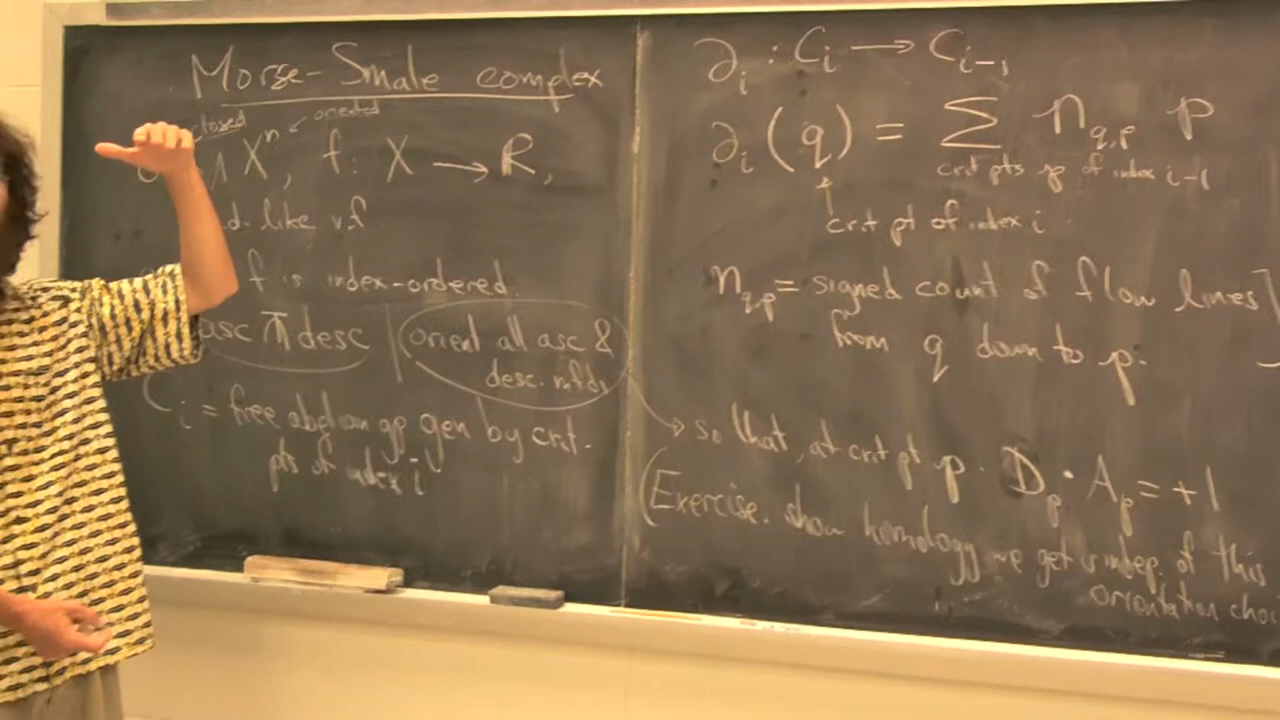 Morse-Smale complex
closed
oriented
Xⁿ, f: X → R,
like v.f
f is index-ordered.
asc ⋔ desc | orient all asc &
desc. mfds
C_i = free abelian gp gen by crit.
pts of index i
∂_i : C_i → C_{i-1}
∂_i (q) = Σ n_{q,p} p
crit pts p of index i-1
crit pt of index i
n_{q,p} = signed count of flow lines
from q down to p.
→ so that, at crit pt p. D_p · A_p = +1
(Exercise. show homology we get is indep. of this
orientation